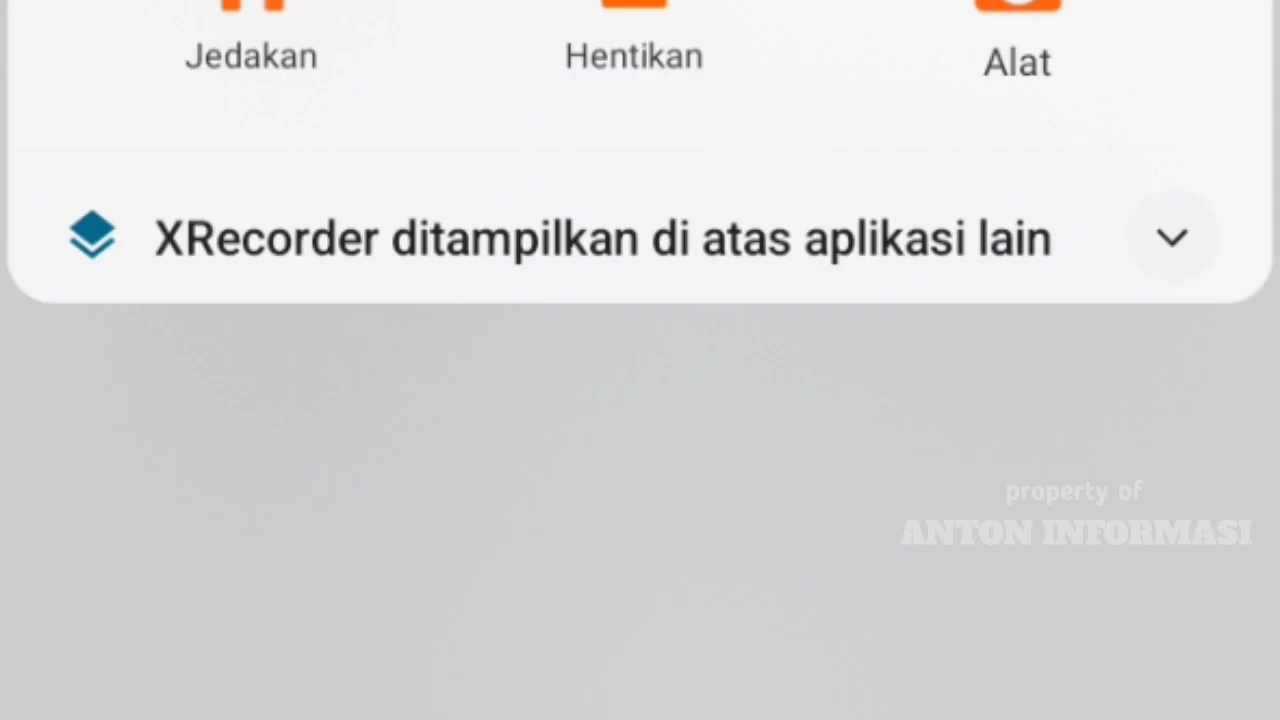 Jedakan
Hentikan
Alat
XRecorder ditampilkan di atas aplikasi lain
property of
ANTON INFORMASI